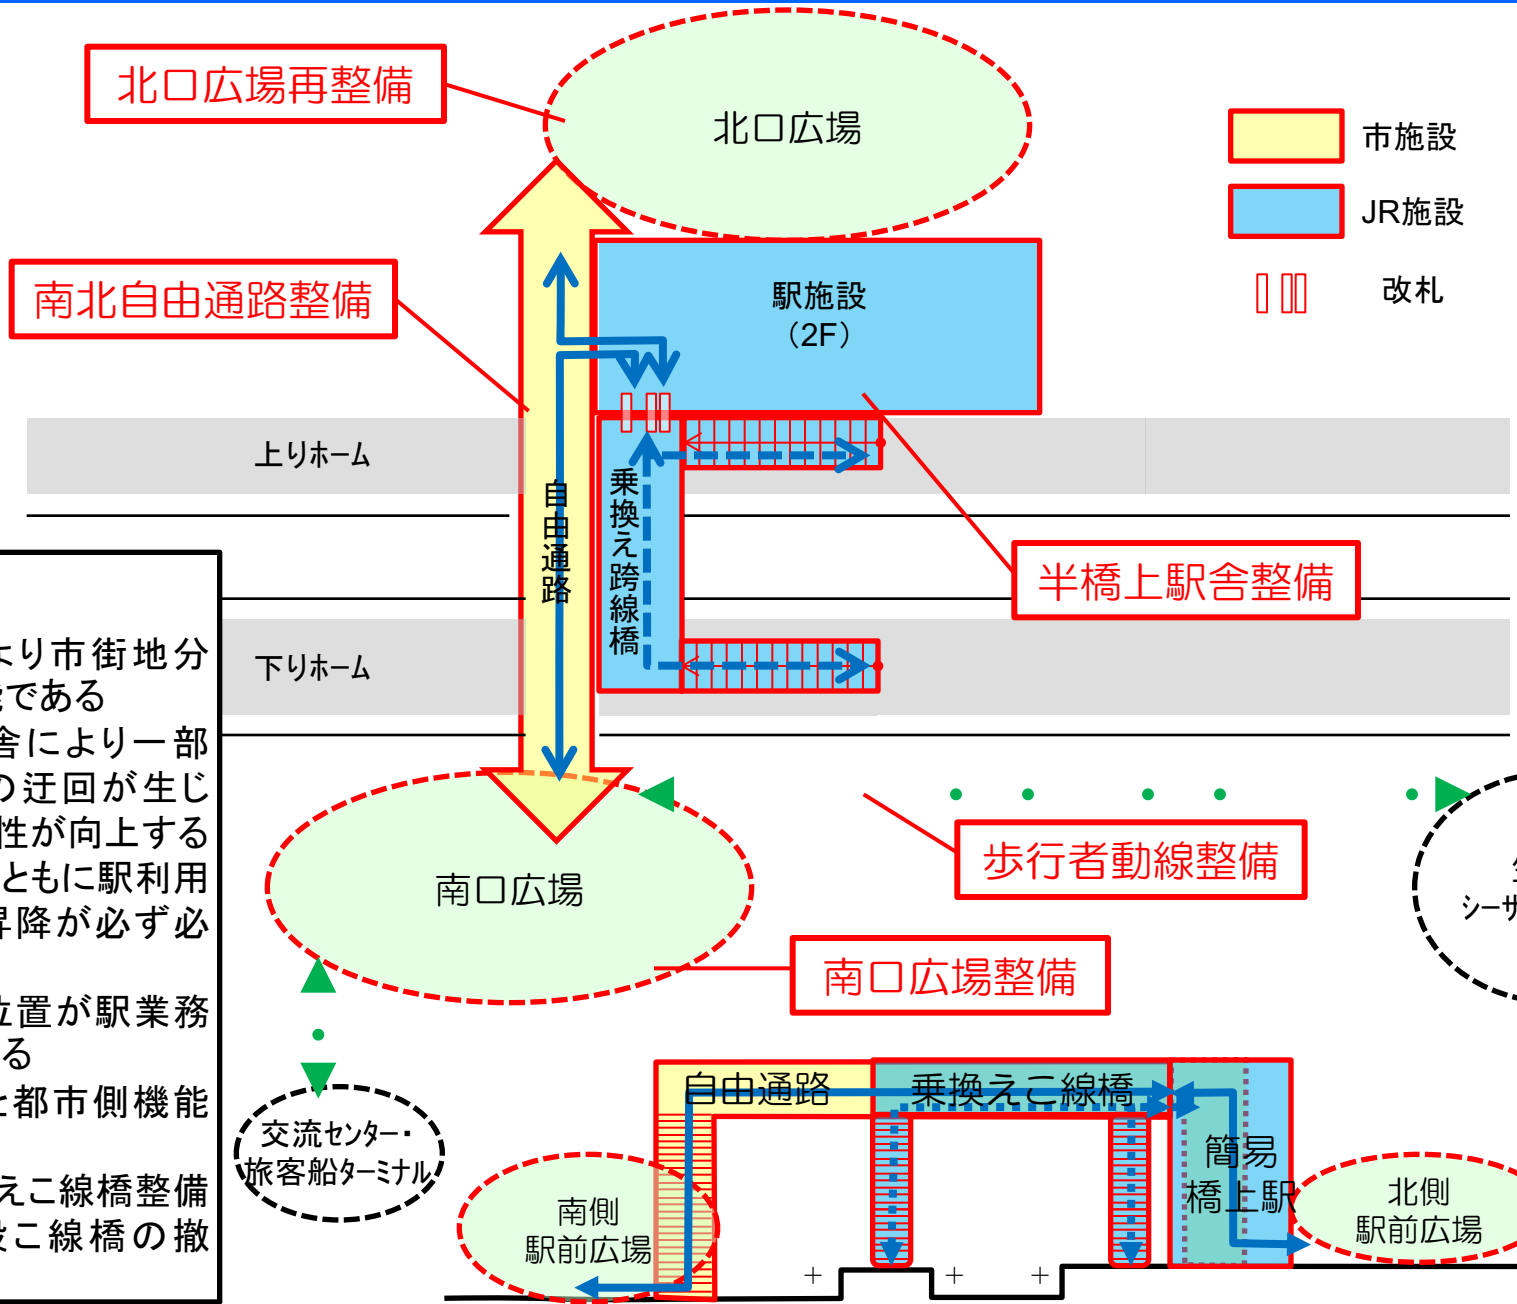 北口広場再整備
北口広場
市施設
JR施設
改札
南北自由通路整備
駅施設
(2F)
上りホーム
自由通路
乗換え跨線橋
半橋上駅舎整備
下りホーム
より市街地分
能である
舎により一部
の迂回が生じ
性が向上する
ともに駅利用
昇降が必ず必
位置が駅業務
る
と都市側機能
えこ線橋整備
設こ線橋の撤
歩行者動線整備
南口広場
シーサ
南口広場整備
交流センター・
旅客船ターミナル
自由通路
乗換えこ線橋
簡易
橋上駅
南側
駅前広場
北側
駅前広場